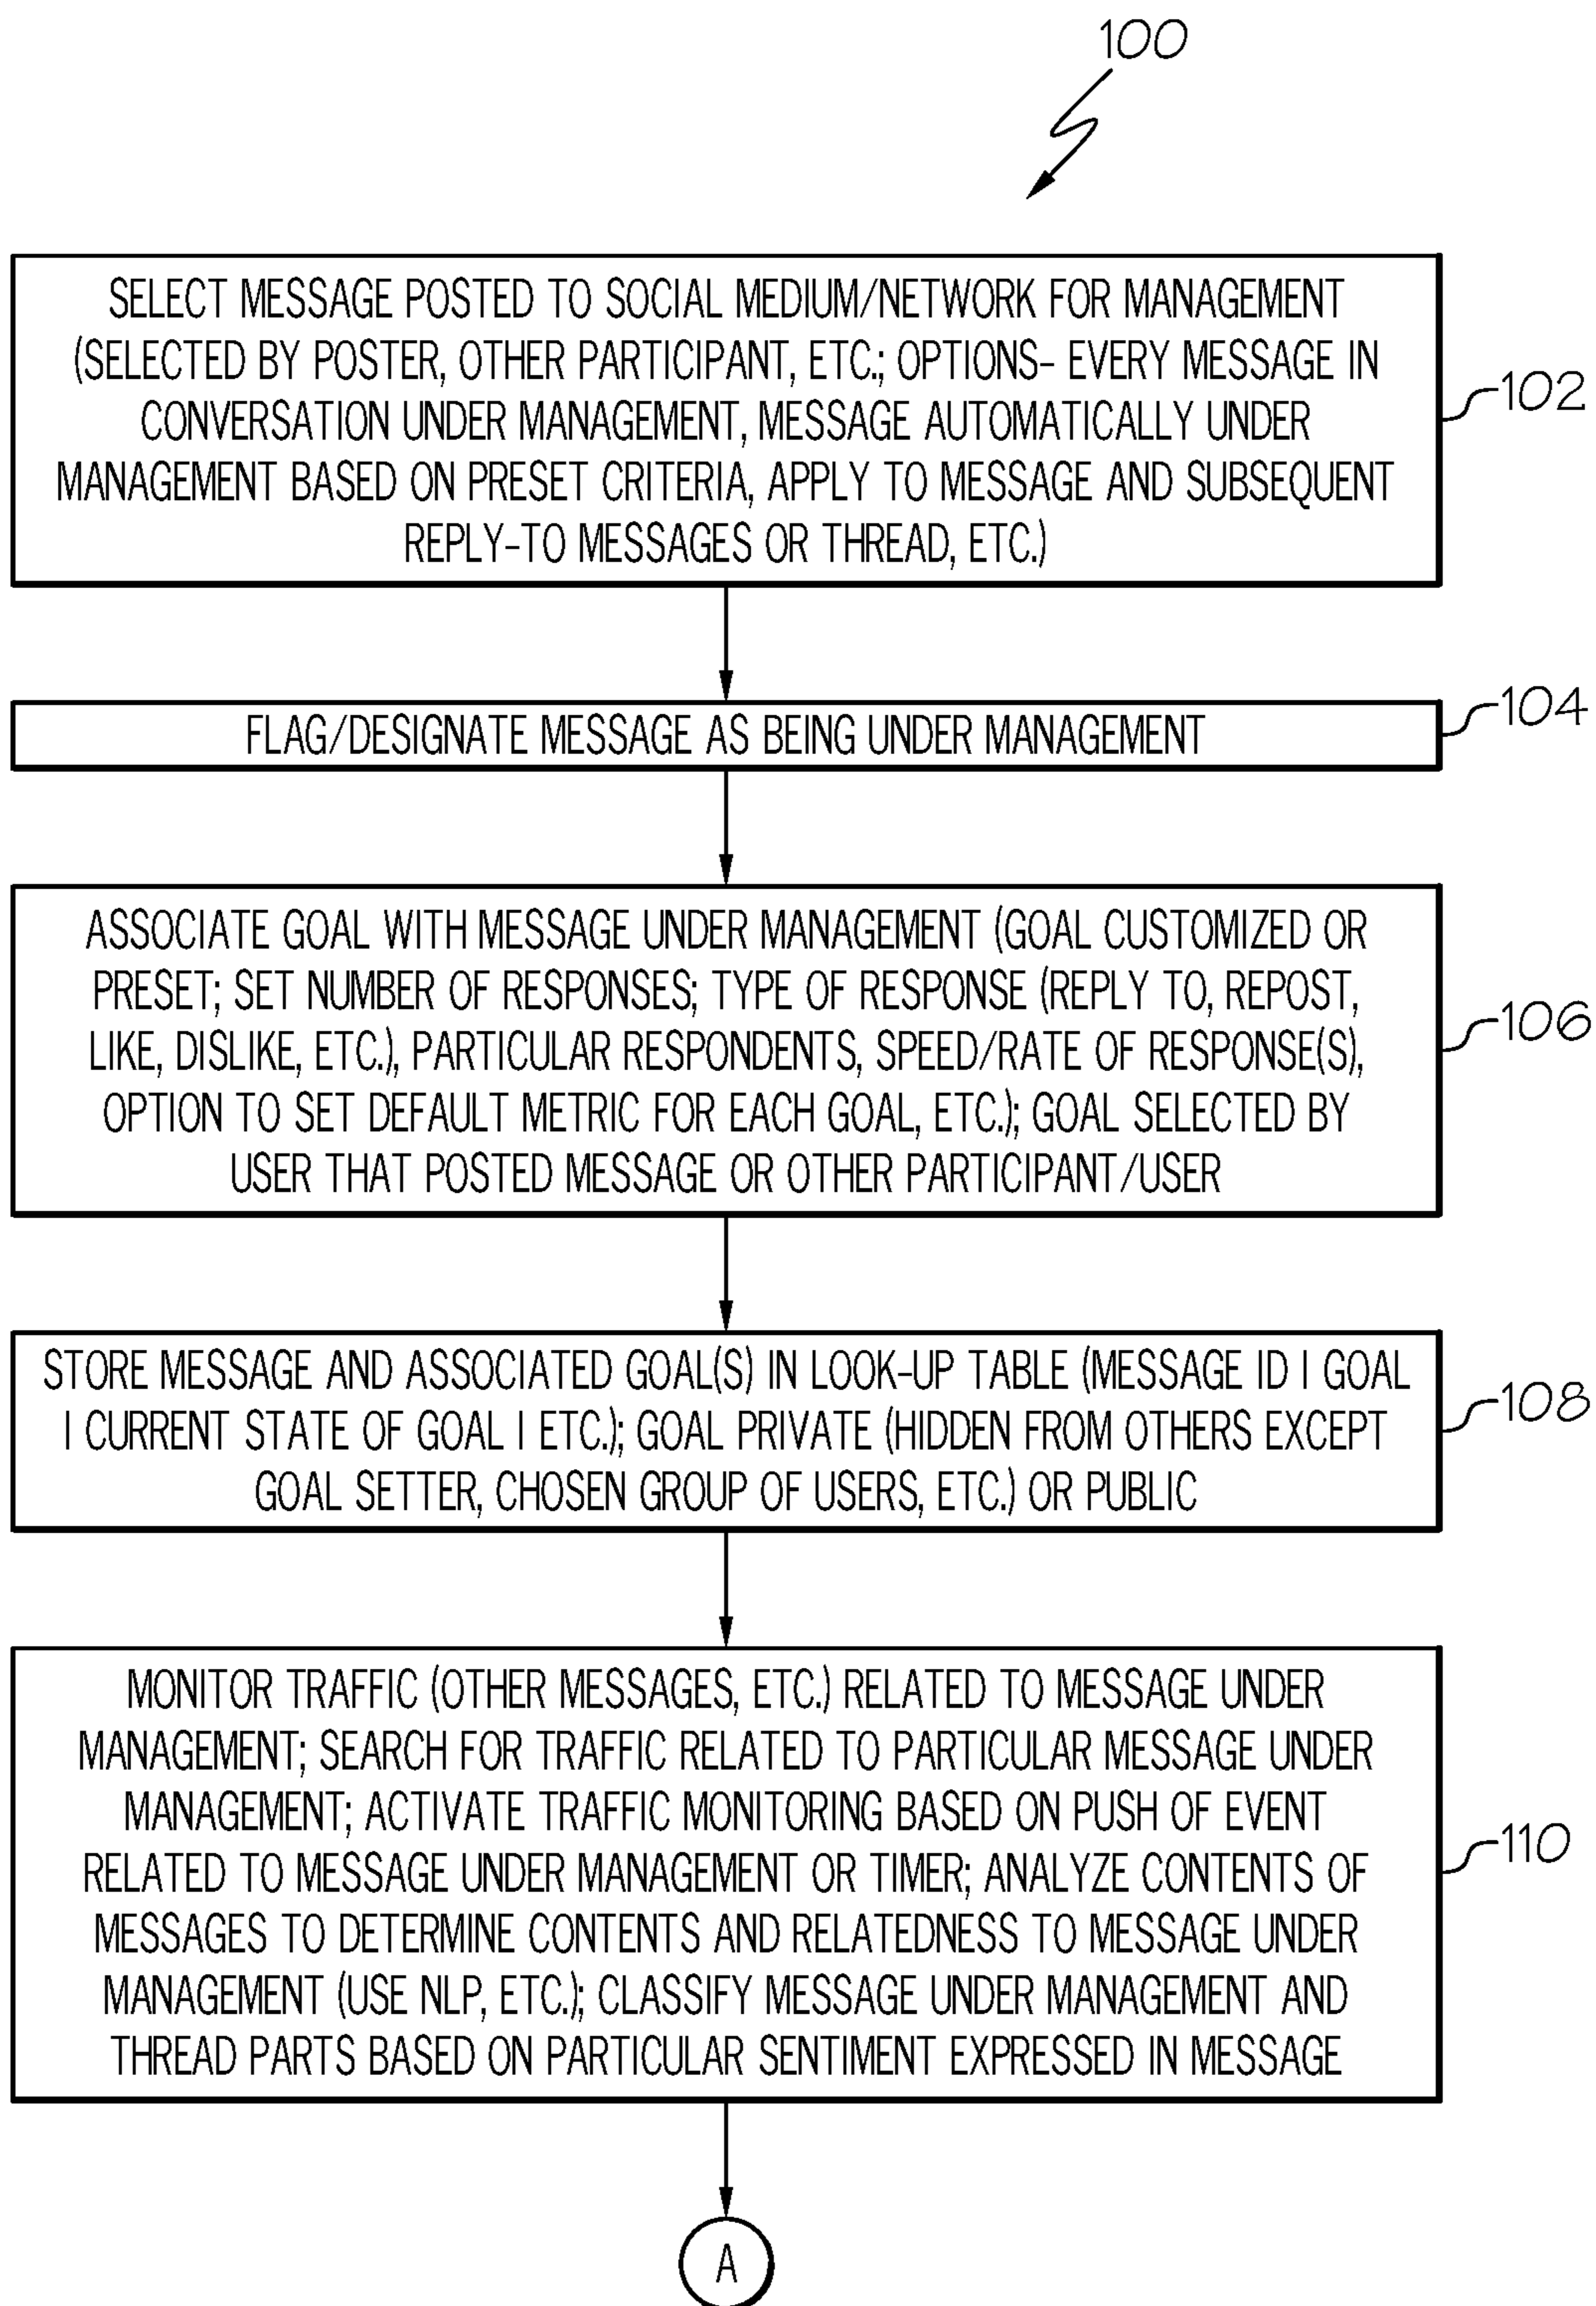 100
SELECT MESSAGE POSTED TO SOCIAL MEDIUM/NETWORK FOR MANAGEMENT
(SELECTED BY POSTER, OTHER PARTICIPANT, ETC.; OPTIONS- EVERY MESSAGE IN
CONVERSATION UNDER MANAGEMENT, MESSAGE AUTOMATICALLY UNDER
MANAGEMENT BASED ON PRESET CRITERIA, APPLY TO MESSAGE AND SUBSEQUENT
REPLY-TO MESSAGES OR THREAD, ETC.)
102
FLAG/DESIGNATE MESSAGE AS BEING UNDER MANAGEMENT
104
ASSOCIATE GOAL WITH MESSAGE UNDER MANAGEMENT (GOAL CUSTOMIZED OR
PRESET; SET NUMBER OF RESPONSES; TYPE OF RESPONSE (REPLY TO, REPOST,
LIKE, DISLIKE, ETC.), PARTICULAR RESPONDENTS, SPEED/RATE OF RESPONSE(S),
OPTION TO SET DEFAULT METRIC FOR EACH GOAL, ETC.); GOAL SELECTED BY
USER THAT POSTED MESSAGE OR OTHER PARTICIPANT/USER
106
STORE MESSAGE AND ASSOCIATED GOAL(S) IN LOOK-UP TABLE (MESSAGE ID I GOAL
I CURRENT STATE OF GOAL I ETC.); GOAL PRIVATE (HIDDEN FROM OTHERS EXCEPT
GOAL SETTER, CHOSEN GROUP OF USERS, ETC.) OR PUBLIC
108
MONITOR TRAFFIC (OTHER MESSAGES, ETC.) RELATED TO MESSAGE UNDER
MANAGEMENT; SEARCH FOR TRAFFIC RELATED TO PARTICULAR MESSAGE UNDER
MANAGEMENT; ACTIVATE TRAFFIC MONITORING BASED ON PUSH OF EVENT
RELATED TO MESSAGE UNDER MANAGEMENT OR TIMER; ANALYZE CONTENTS OF
MESSAGES TO DETERMINE CONTENTS AND RELATEDNESS TO MESSAGE UNDER
MANAGEMENT (USE NLP, ETC.); CLASSIFY MESSAGE UNDER MANAGEMENT AND
THREAD PARTS BASED ON PARTICULAR SENTIMENT EXPRESSED IN MESSAGE
110
A